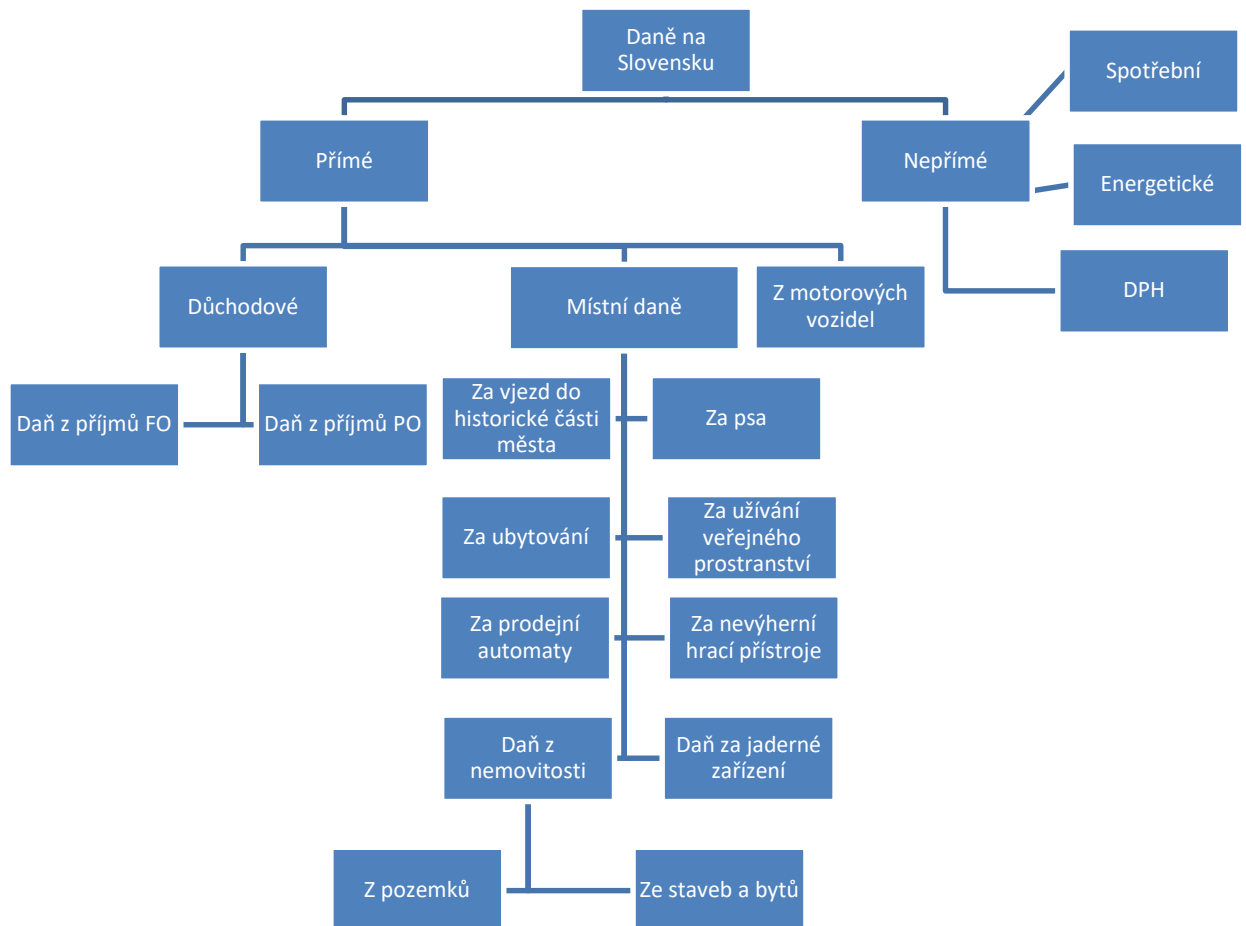 Daně na
Slovensku
Spotřební
Přímé
Nepřímé
Energetické
Důchodové
Místní daně
Z motorových
vozidel
DPH
Daň z příjmů FO
Daň z příjmů PO
Za vjezd do
historické části
města
Za psa
Za ubytování
Za užívání
veřejného
prostranství
Za prodejní
automaty
Za nevýherní
hrací přístroje
Daň z
nemovitosti
Daň za jaderné
zařízení
Z pozemků
Ze staveb a bytů